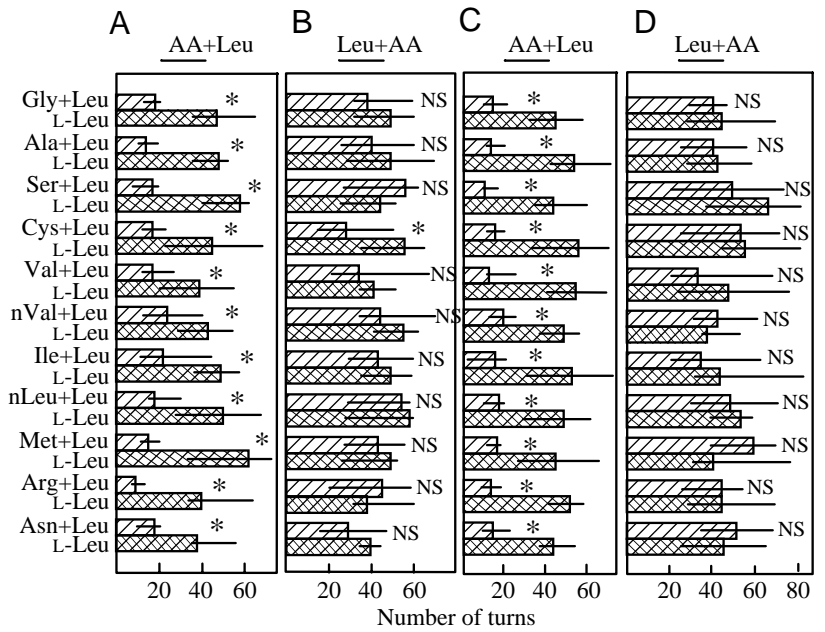 A B C D
AA+Leu Leu+AA AA+Leu Leu+AA
Gly+Leu * NS * NS
L-Leu
Ala+Leu * NS * NS
L-Leu
Ser+Leu * NS * NS
L-Leu
Cys+Leu * * * NS
L-Leu
Val+Leu * NS * NS
L-Leu
nVal+Leu * NS * NS
L-Leu
Ile+Leu * NS * NS
L-Leu
nLeu+Leu * NS * NS
L-Leu
Met+Leu * NS * NS
L-Leu
Arg+Leu * NS * NS
L-Leu
Asn+Leu * NS * NS
L-Leu
20 40 60 20 40 60 20 40 60 20 40 60 80
Number of turns